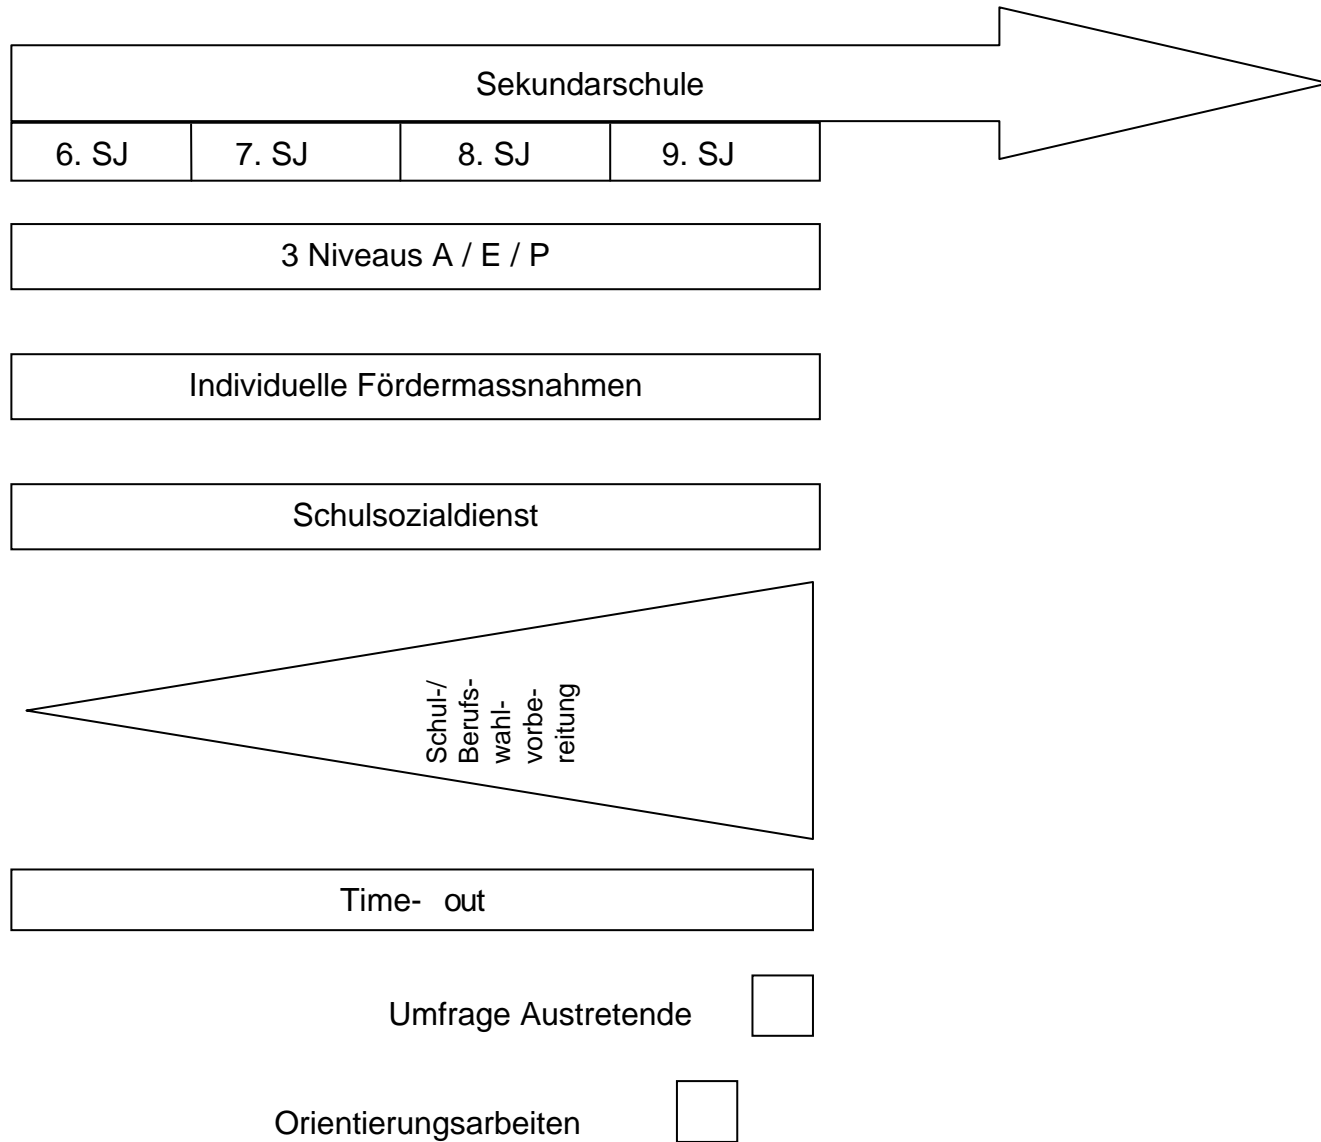 Sekundarschule
6. SJ 7. SJ 8. SJ 9. SJ
3 Niveaus A / E / P
Individuelle Fördermassnahmen
Schulsozialdienst
Schul-/
Berufs-
wahl-
vorbe-
reitung
Time- out
Umfrage Austretende
Orientierungsarbeiten